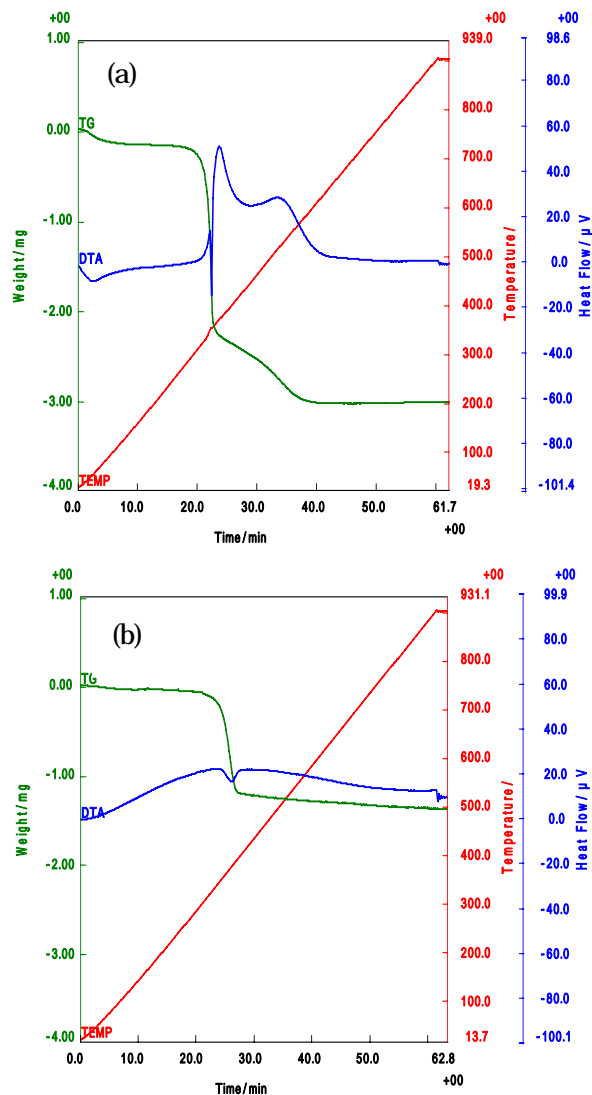 +00 +00 +00
1.00 939.0 98.6
(a)
80.0
800.0
TG
0.00 700.0 60.0
600.0 40.0
-1.00 20.0
DTA 500.0 0.0
Weight/mg
Temperature/
Heat Flow/µV
-2.00 400.0 -20.0
300.0 -40.0
-3.00 200.0 -60.0
100.0 -80.0
TEMP
-4.00 19.3 -101.4
0.0 10.0 20.0 30.0 40.0 50.0 61.7
+00
Time/min
+00 +00 +00
1.00 931.1 99.9
(b)
80.0
800.0
TG
0.00 700.0 60.0
600.0 40.0
-1.00 20.0
DTA 500.0 0.0
Weight/mg
Temperature/
Heat Flow/µV
-2.00 400.0 -20.0
300.0 -40.0
-3.00 200.0 -60.0
100.0 -80.0
TEMP
-4.00 13.7 -100.1
0.0 10.0 20.0 30.0 40.0 50.0 62.8
+00
Time/min